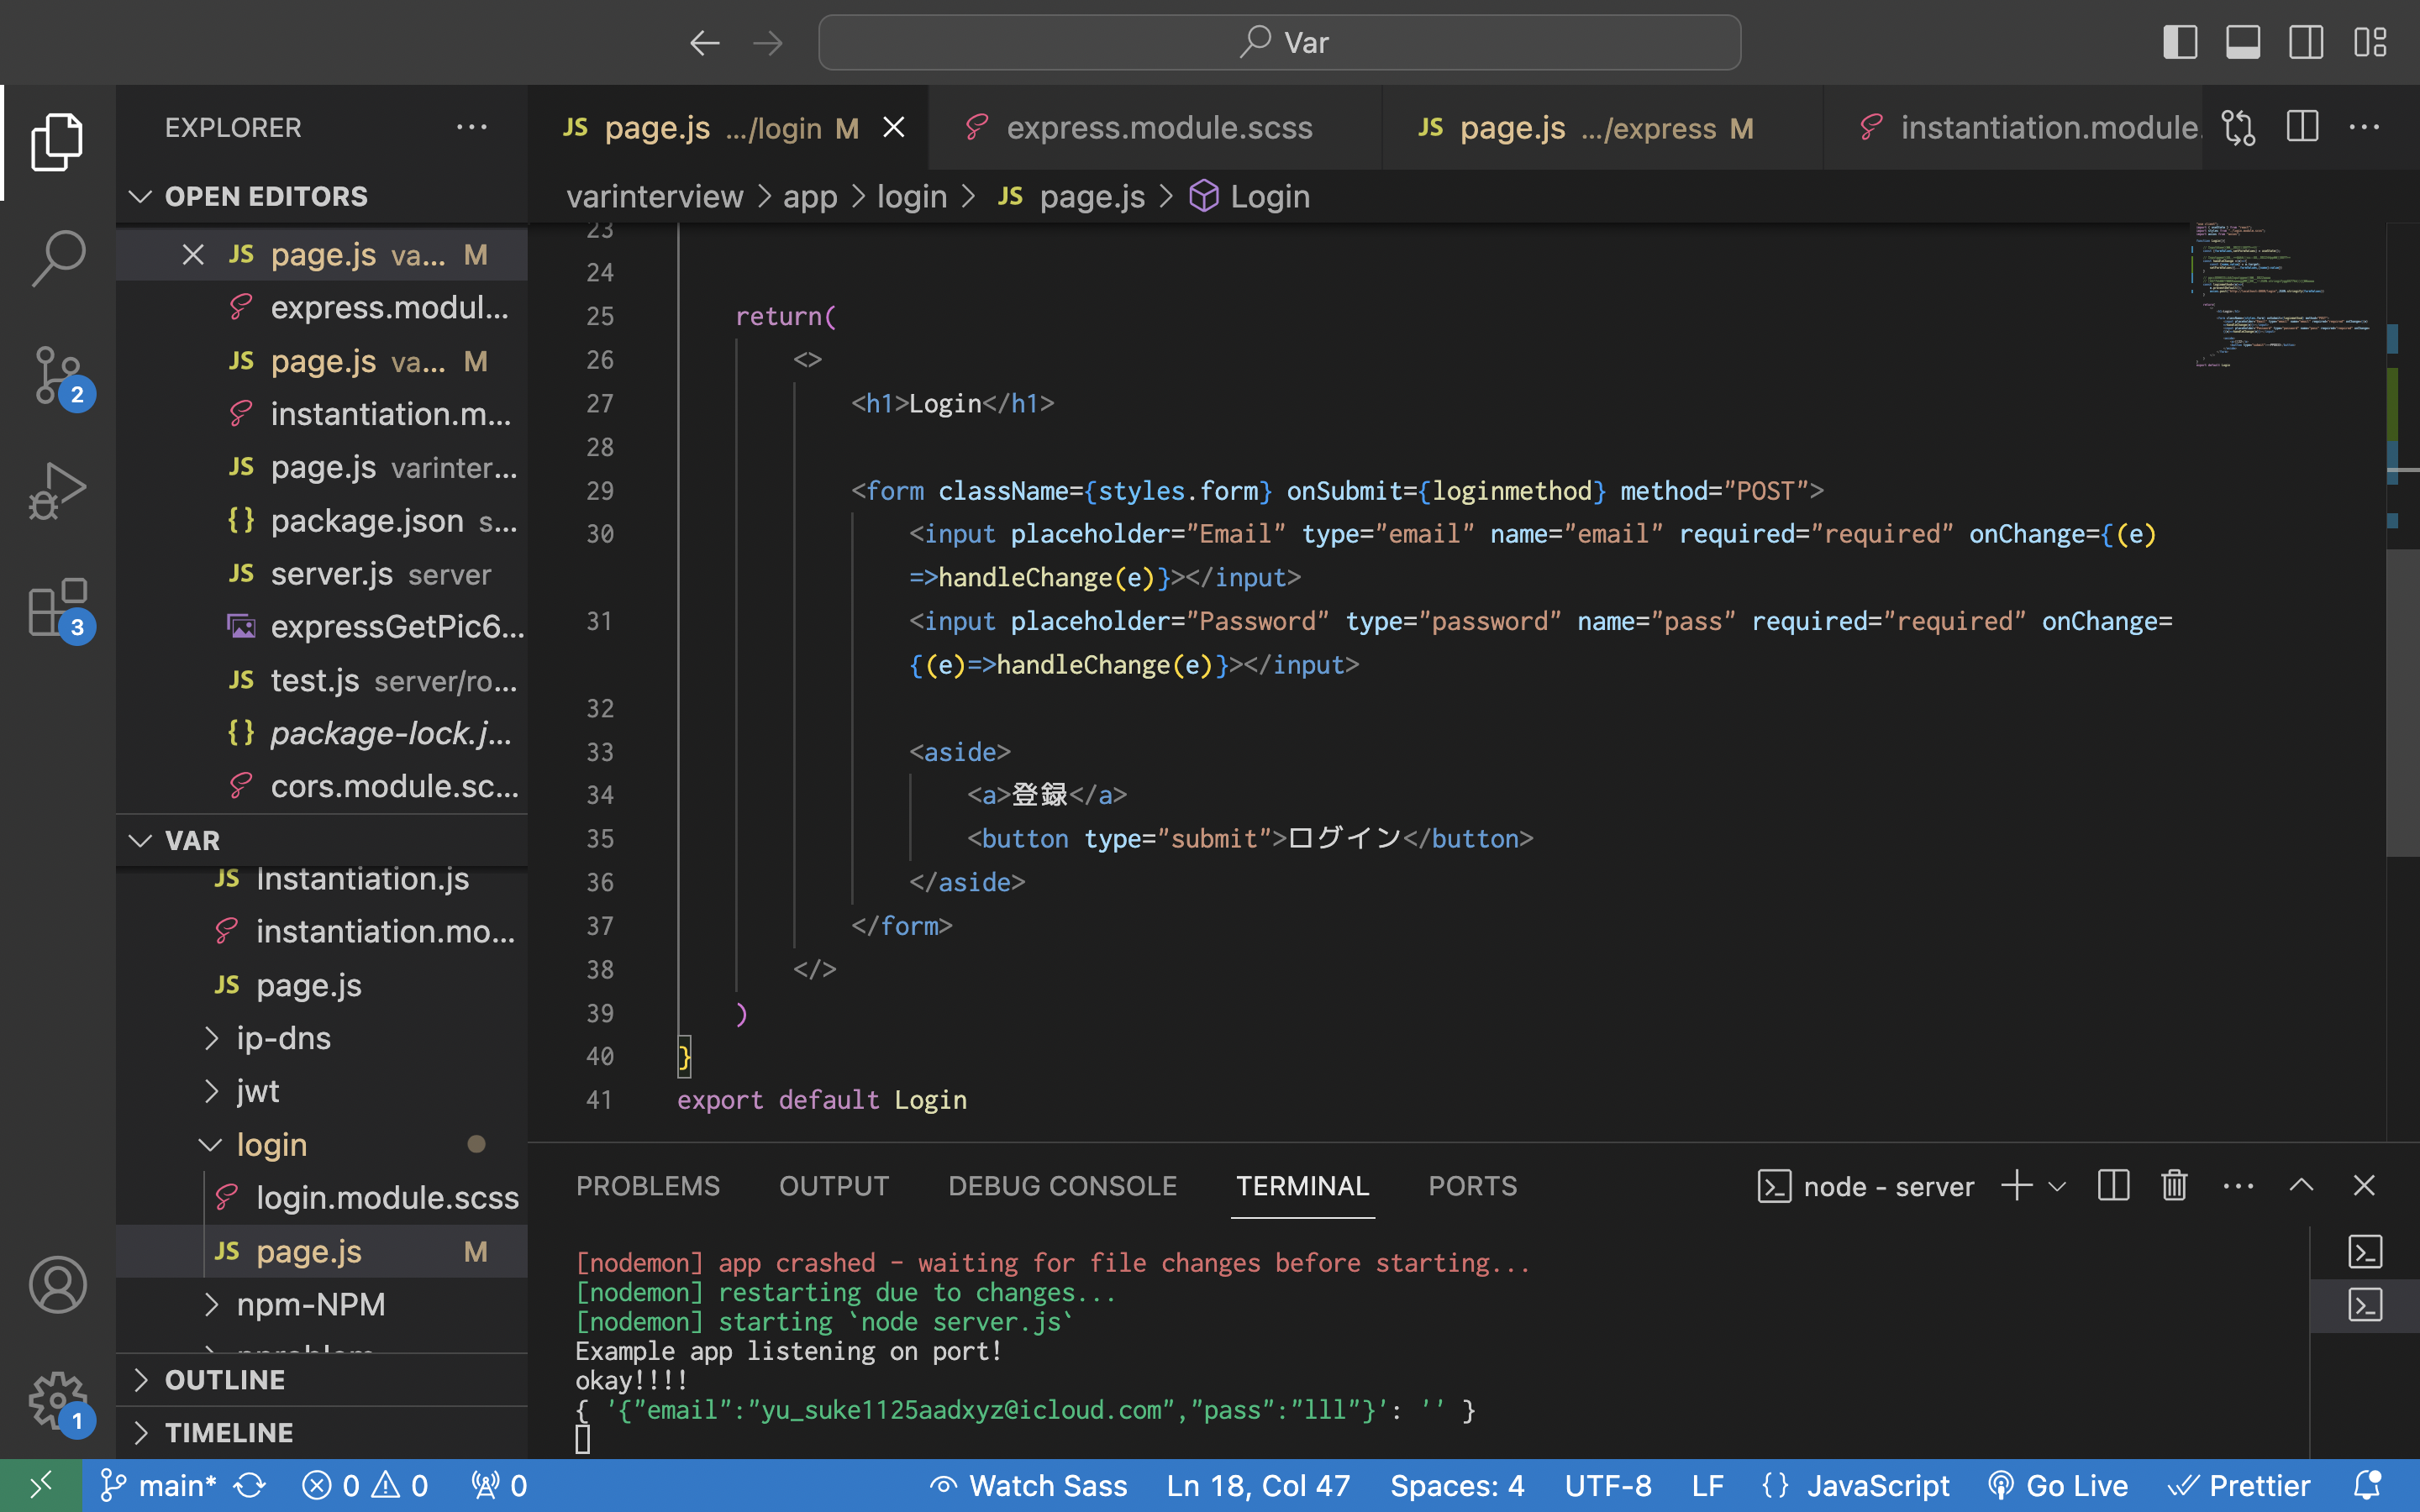 Var
EXPLORER
OPEN EDITORS
JS page.js va... M
express.modul...
JS page.js va... M
instantiation.m...
JS page.js varinter...
{} package.json s...
JS server.js server
expressGetPic6...
JS test.js server/ro...
{} package-lock.j...
cors.module.sc...
VAR
JS Instantiation.js
instantiation.mo...
JS page.js
ip-dns
jwt
login
login.module.scss
JS page.js M
npm-NPM
OUTLINE
TIMELINE
2
3
1
JS page.js .../login M
express.module.scss
JS page.js .../express M
instantiation.module.
varinterview > app > login > JS page.js > Login
23
24
25 return(
26 <>
27 <h1>Login</h1>
28
29 <form className={styles.form} onSubmit={loginmethod} method="POST">
30 <input placeholder="Email" type="email" name="email" required="required" onChange={(e)
=>handleChange(e)}></input>
31 <input placeholder="Password" type="password" name="pass" required="required" onChange=
{(e)=>handleChange(e)}></input>
32
33 <aside>
34 <a>登録</a>
35 <button type="submit">ログイン</button>
36 </aside>
37 </form>
38 </>
39 )
40 }
41 export default Login
PROBLEMS OUTPUT DEBUG CONSOLE TERMINAL PORTS
node - server
[nodemon] app crashed - waiting for file changes before starting...
[nodemon] restarting due to changes...
[nodemon] starting `node server.js`
Example app listening on port!
okay!!!!
{ '{"email":"yu_suke1125aadxyz@icloud.com","pass":"lll"}': '' }
main* 0 0 0 Watch Sass Ln 18, Col 47 Spaces: 4 UTF-8 LF {} JavaScript Go Live Prettier